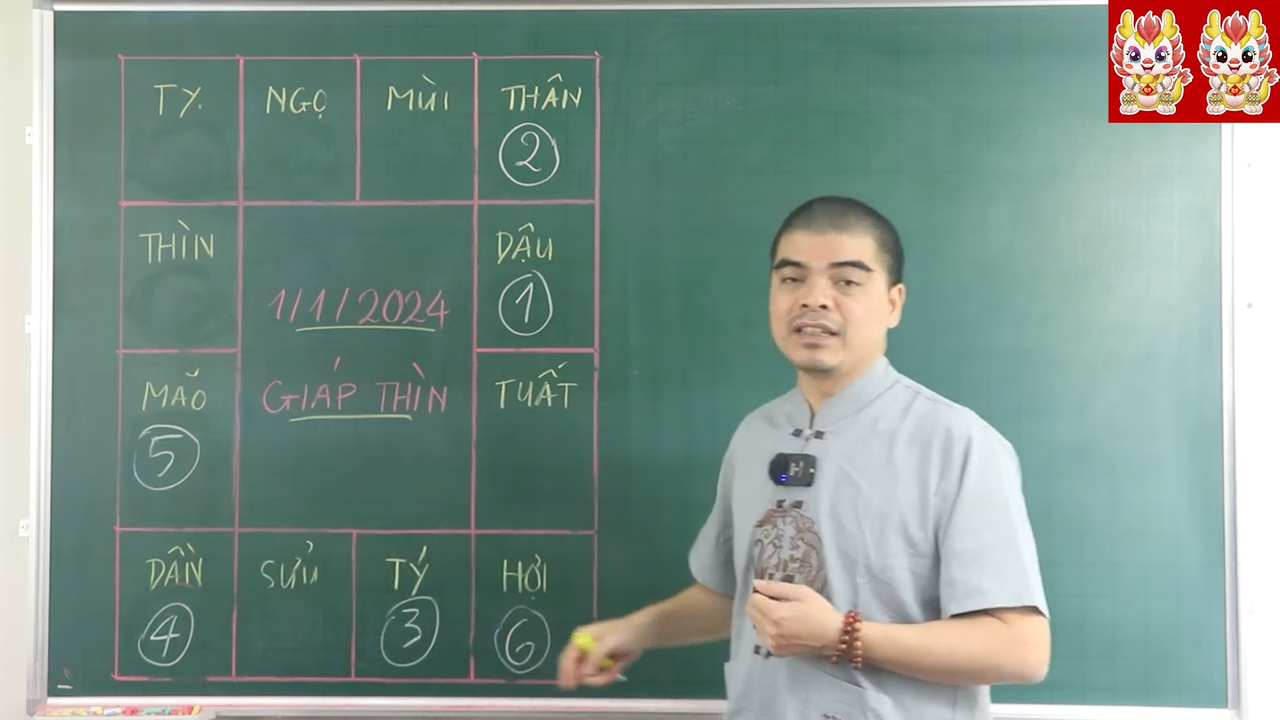 TỴ
NGỌ
MÙI
THÂN
②
THÌN
DẬU
①
1/1/2024
GIÁP THÌN
MÃO
⑤
TUẤT
DẦN
④
SỬU
TÝ
③
HỢI
⑥
H